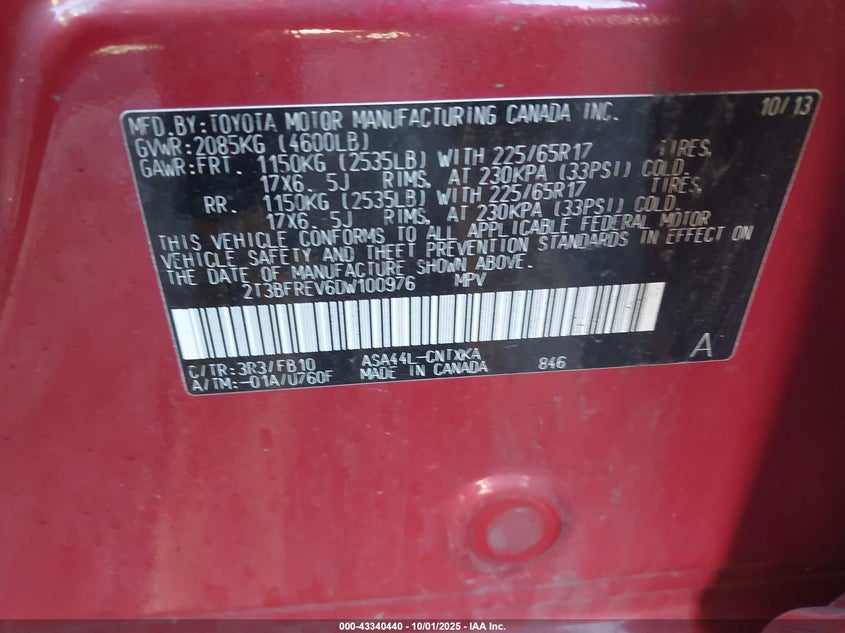 MFD. BY: TOYOTA MOTOR MANUFACTURING CANADA INC. 10/13
GVWR: 2085KG (4600LB)
GAWR: FRT. 1150KG (2535LB) WITH 225/65R17 TIRES,
17X6. 5J RIMS, AT 230KPA (33PSI) COLD.
RR. 1150KG (2535LB) WITH 225/65R17 TIRES,
17X6. 5J RIMS, AT 230KPA (33PSI) COLD.
THIS VEHICLE CONFORMS TO ALL APPLICABLE FEDERAL MOTOR
VEHICLE SAFETY AND THEFT PREVENTION STANDARDS IN EFFECT ON
THE DATE OF MANUFACTURE SHOWN ABOVE.
2T3BFREV6DW100976 MPV
A
C/TR: 3R3/FB10 ASA44L-CNTXKA 846
A/TM: -01A/U760F MADE IN CANADA
000-43340440 - 10/01/2025 - IAA Inc.